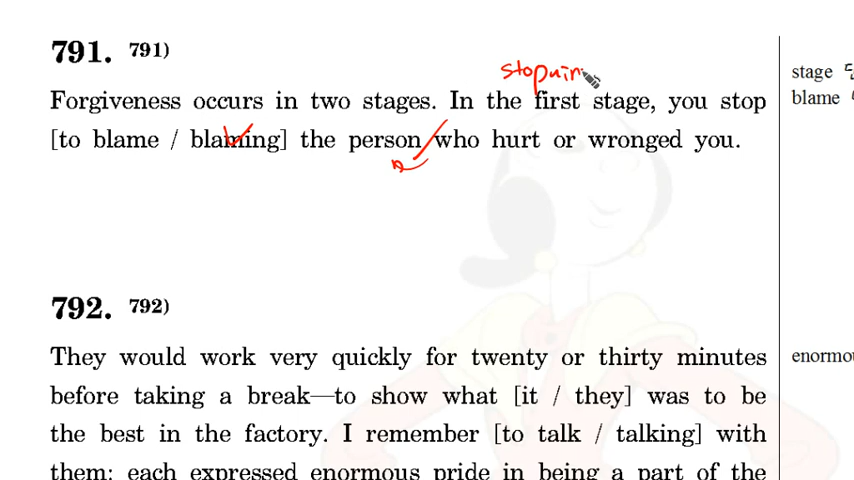 791. 791)
Forgiveness occurs in two stages. In the first stage, you stop
[to blame / blaming] the person who hurt or wronged you.
stage
blame
792. 792)
They would work very quickly for twenty or thirty minutes
before taking a break—to show what [it / they] was to be
the best in the factory. I remember [to talk / talking] with
them; each expressed enormous pride in being a part of the